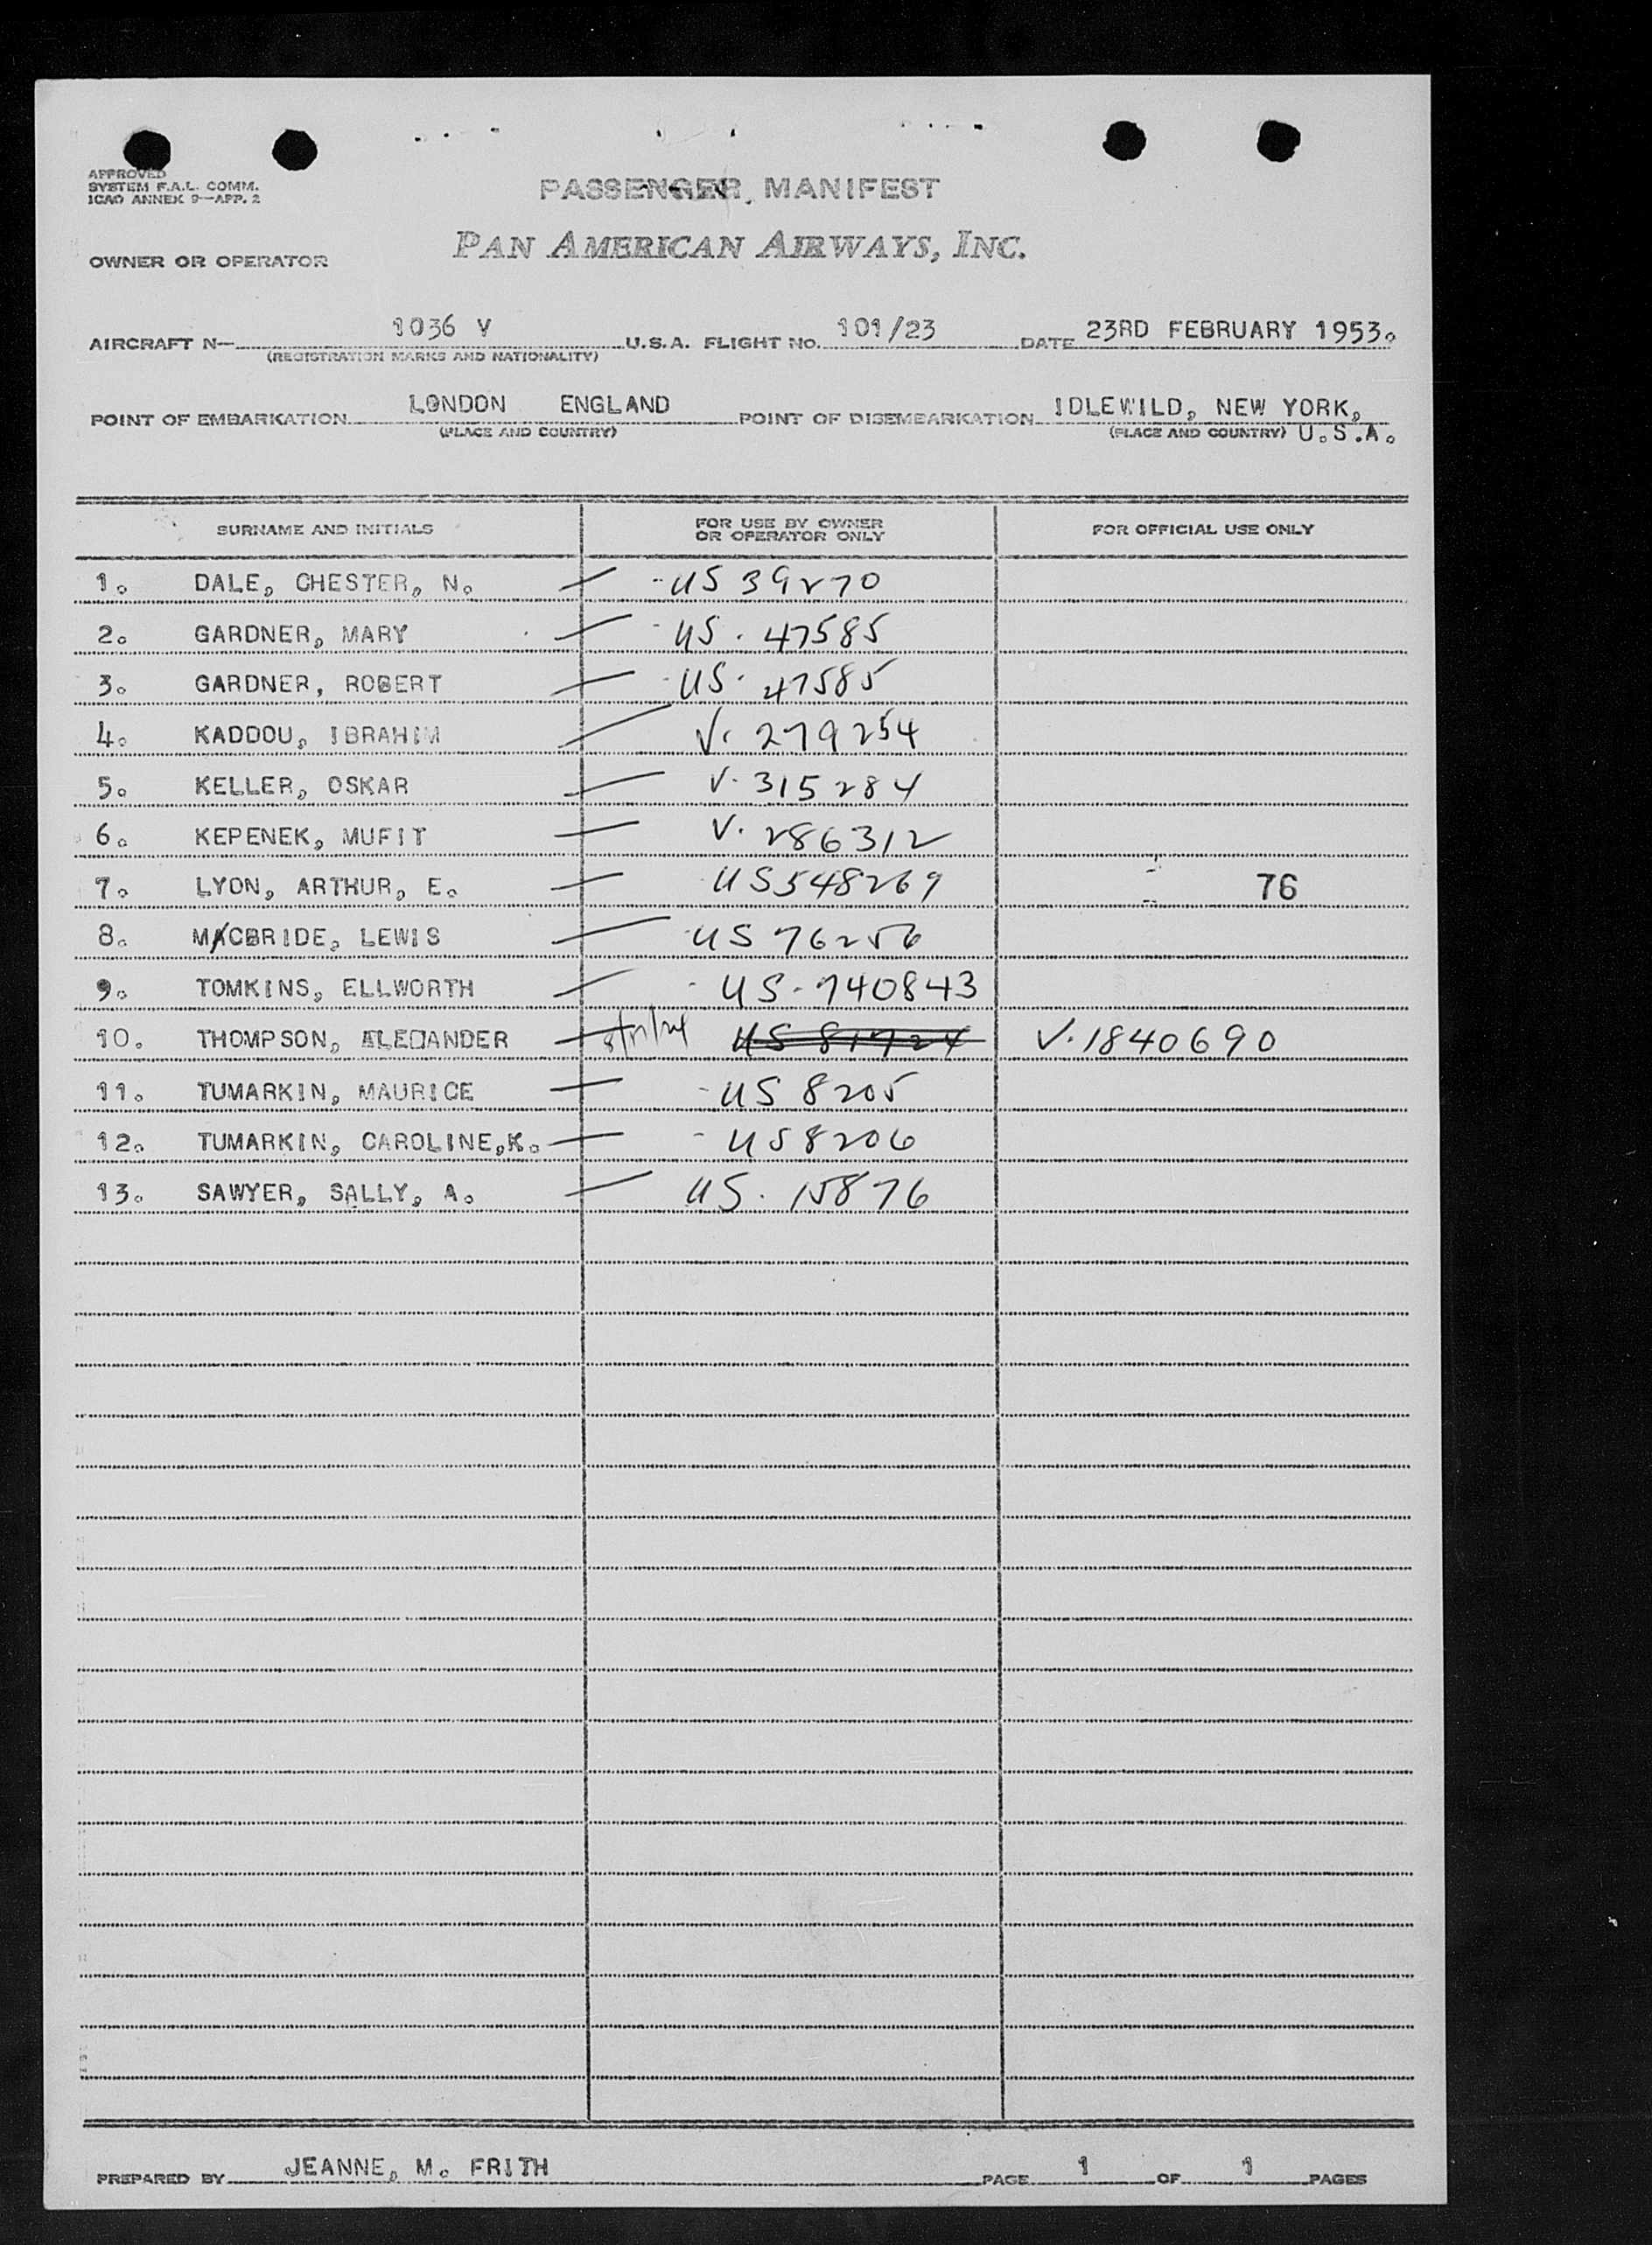 APPROVED
SYSTEM F.A.L. COMM.
ICAO ANNEX 9—APP. 2
PASSENGER MANIFEST
OWNER OR OPERATOR PAN AMERICAN AIRWAYS, INC.
AIRCRAFT N— 1036 V U.S.A. FLIGHT NO. 101/23 DATE 23RD FEBRUARY 1953.
(REGISTRATION MARKS AND NATIONALITY)
POINT OF EMBARKATION LONDON ENGLAND POINT OF DISEMBARKATION IDLEWILD, NEW YORK,
(PLACE AND COUNTRY) (PLACE AND COUNTRY) U.S.A.
SURNAME AND INITIALS FOR USE BY OWNER OR OPERATOR ONLY FOR OFFICIAL USE ONLY
1. DALE, CHESTER, N. - US 39270
2. GARDNER, MARY - US. 47585
3. GARDNER, ROBERT - US. 47585
4. KADDOU, IBRAHIM V. 279254
5. KELLER, OSKAR V. 315284
6. KEPENEK, MUFIT V. 286312
7. LYON, ARTHUR, E. US 548269 76
8. MACBRIDE, LEWIS US 76256
9. TOMKINS, ELLWORTH - US-740843
10. THOMPSON, US 81724 V. 1840690
11. TUMARKIN, MAURICE - US 8205
12. TUMARKIN, CAROLINE,K. - US 8206
13. SAWYER, SALLY, A. US. 15876
PREPARED BY JEANNE, M. FRITH PAGE 1 OF 1 PAGES